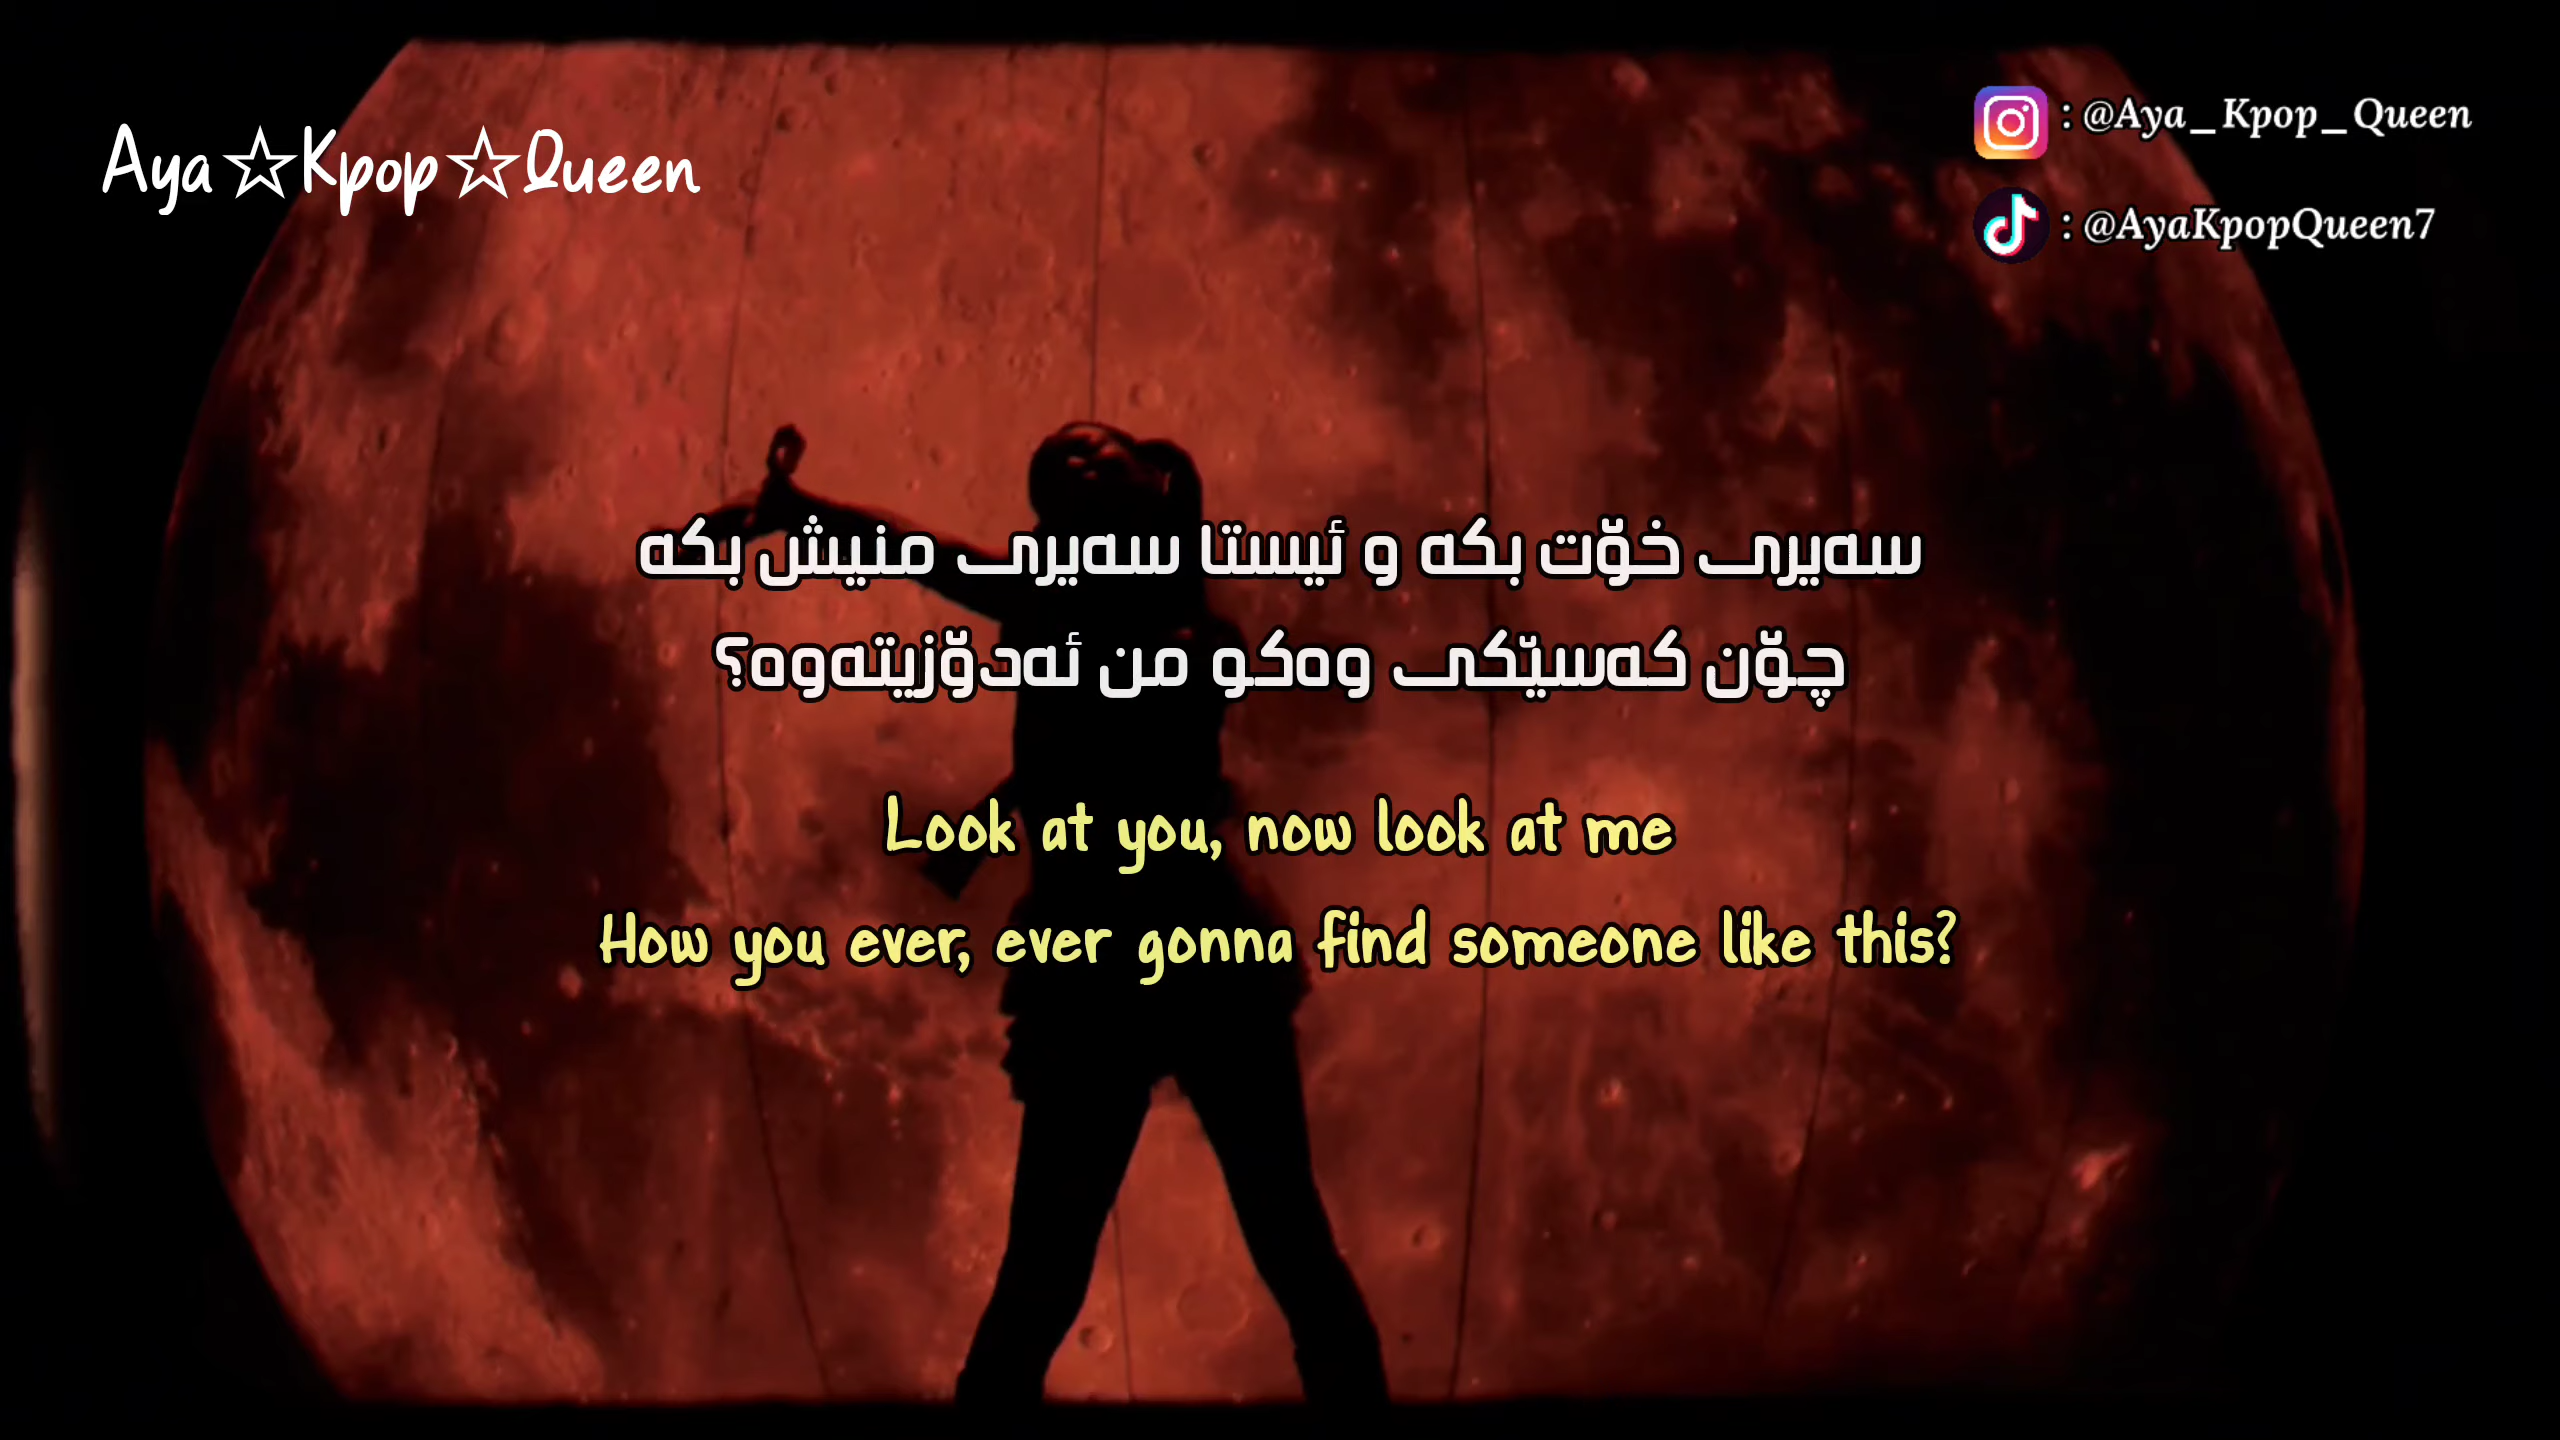 Aya☆Kpop☆Queen
: @Aya_Kpop_Queen
: @AyaKpopQueen7
سەیری خۆت بکە و ئیستا سەیری منیش بکە
چۆن کەسێکی وەکو من ئەدۆزیتەوە؟
Look at you, now look at me
How you ever, ever gonna find someone like this?